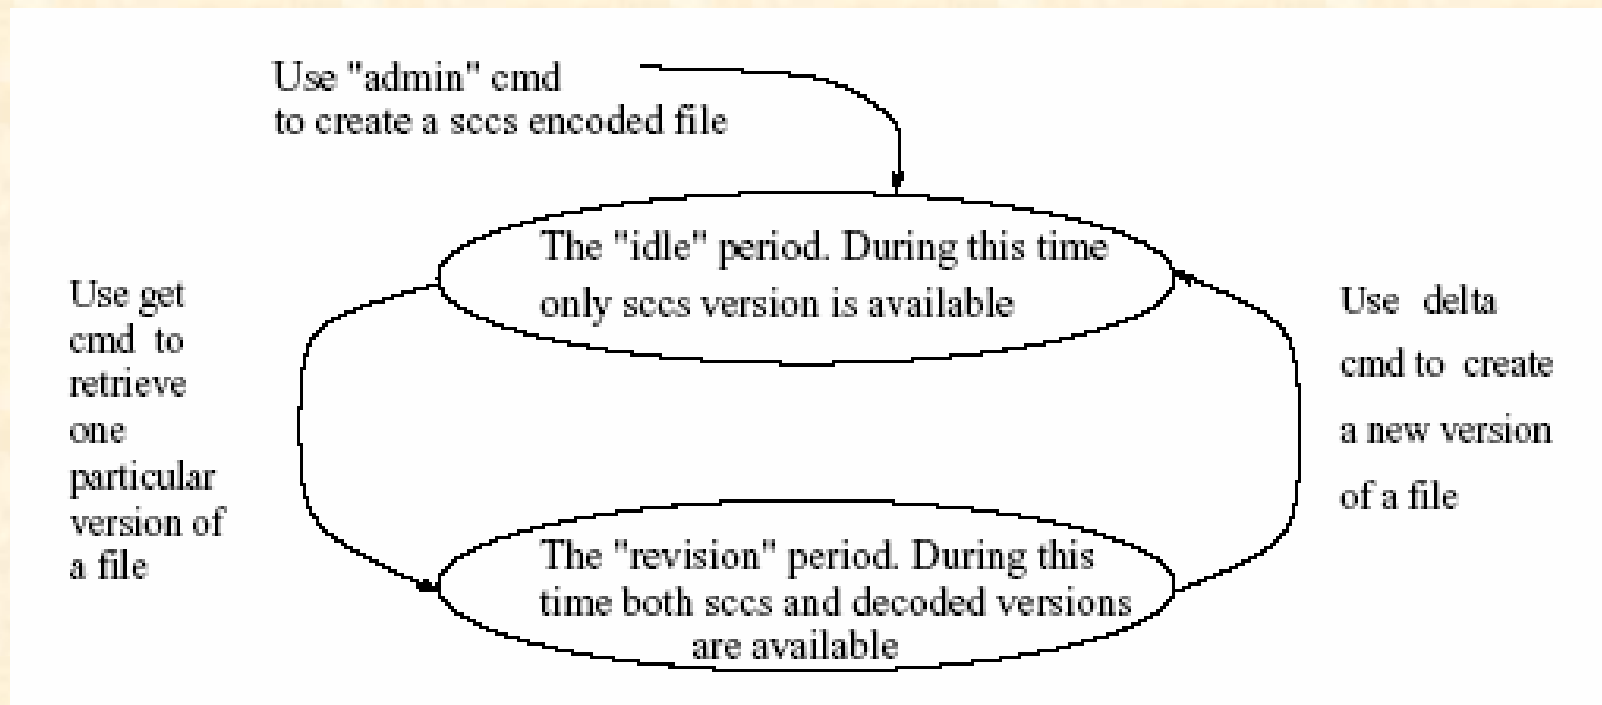 Use "admin" cmd
to create a sccs encoded file
The "idle" period. During this time
only sccs version is available
Use get
cmd to
retrieve
one
particular
version of
a file
Use delta
cmd to create
a new version
of a file
The "revision" period. During this
time both sccs and decoded versions
are available